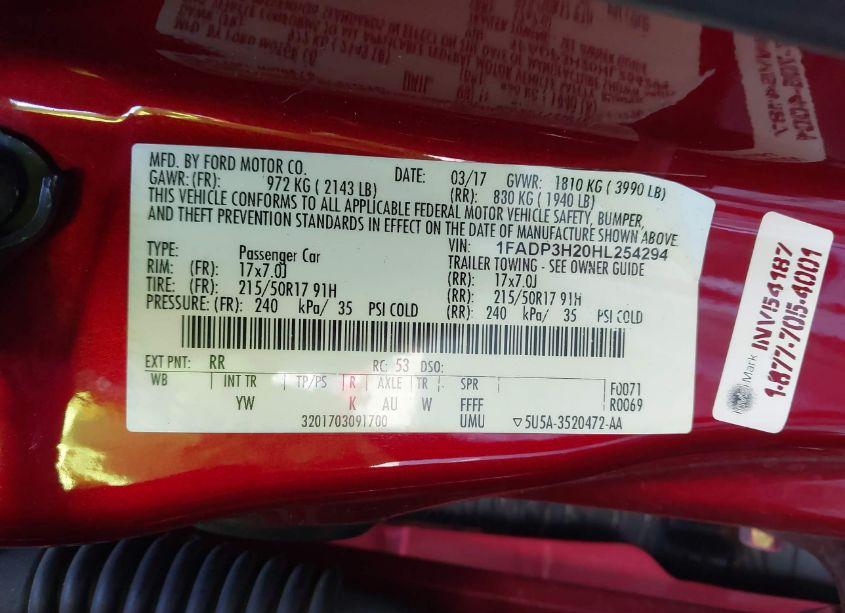 MFD. BY FORD MOTOR CO. DATE: 03/17 GVWR: 1810 KG ( 3990 LB)
GAWR: (FR): 972 KG ( 2143 LB) (RR): 830 KG ( 1940 LB)
THIS VEHICLE CONFORMS TO ALL APPLICABLE FEDERAL MOTOR VEHICLE SAFETY, BUMPER,
AND THEFT PREVENTION STANDARDS IN EFFECT ON THE DATE OF MANUFACTURE SHOWN ABOVE.
VIN: 1FADP3H20HL254294
TYPE: Passenger Car TRAILER TOWING - SEE OWNER GUIDE
RIM: (FR): 17x7.0J (RR): 17x7.0J
TIRE: (FR): 215/50R17 91H (RR): 215/50R17 91H
PRESSURE: (FR): 240 kPa/ 35 PSI COLD (RR): 240 kPa/ 35 PSI COLD
EXT PNT: RR RC: 53 DSO:
WB INT TR TP/PS R AXLE TR SPR F0071
YW K AU W FFFF R0069
3201703091700 UMU ▽5U5A-3520472-AA
Mark INV154187
1-877-705-4001